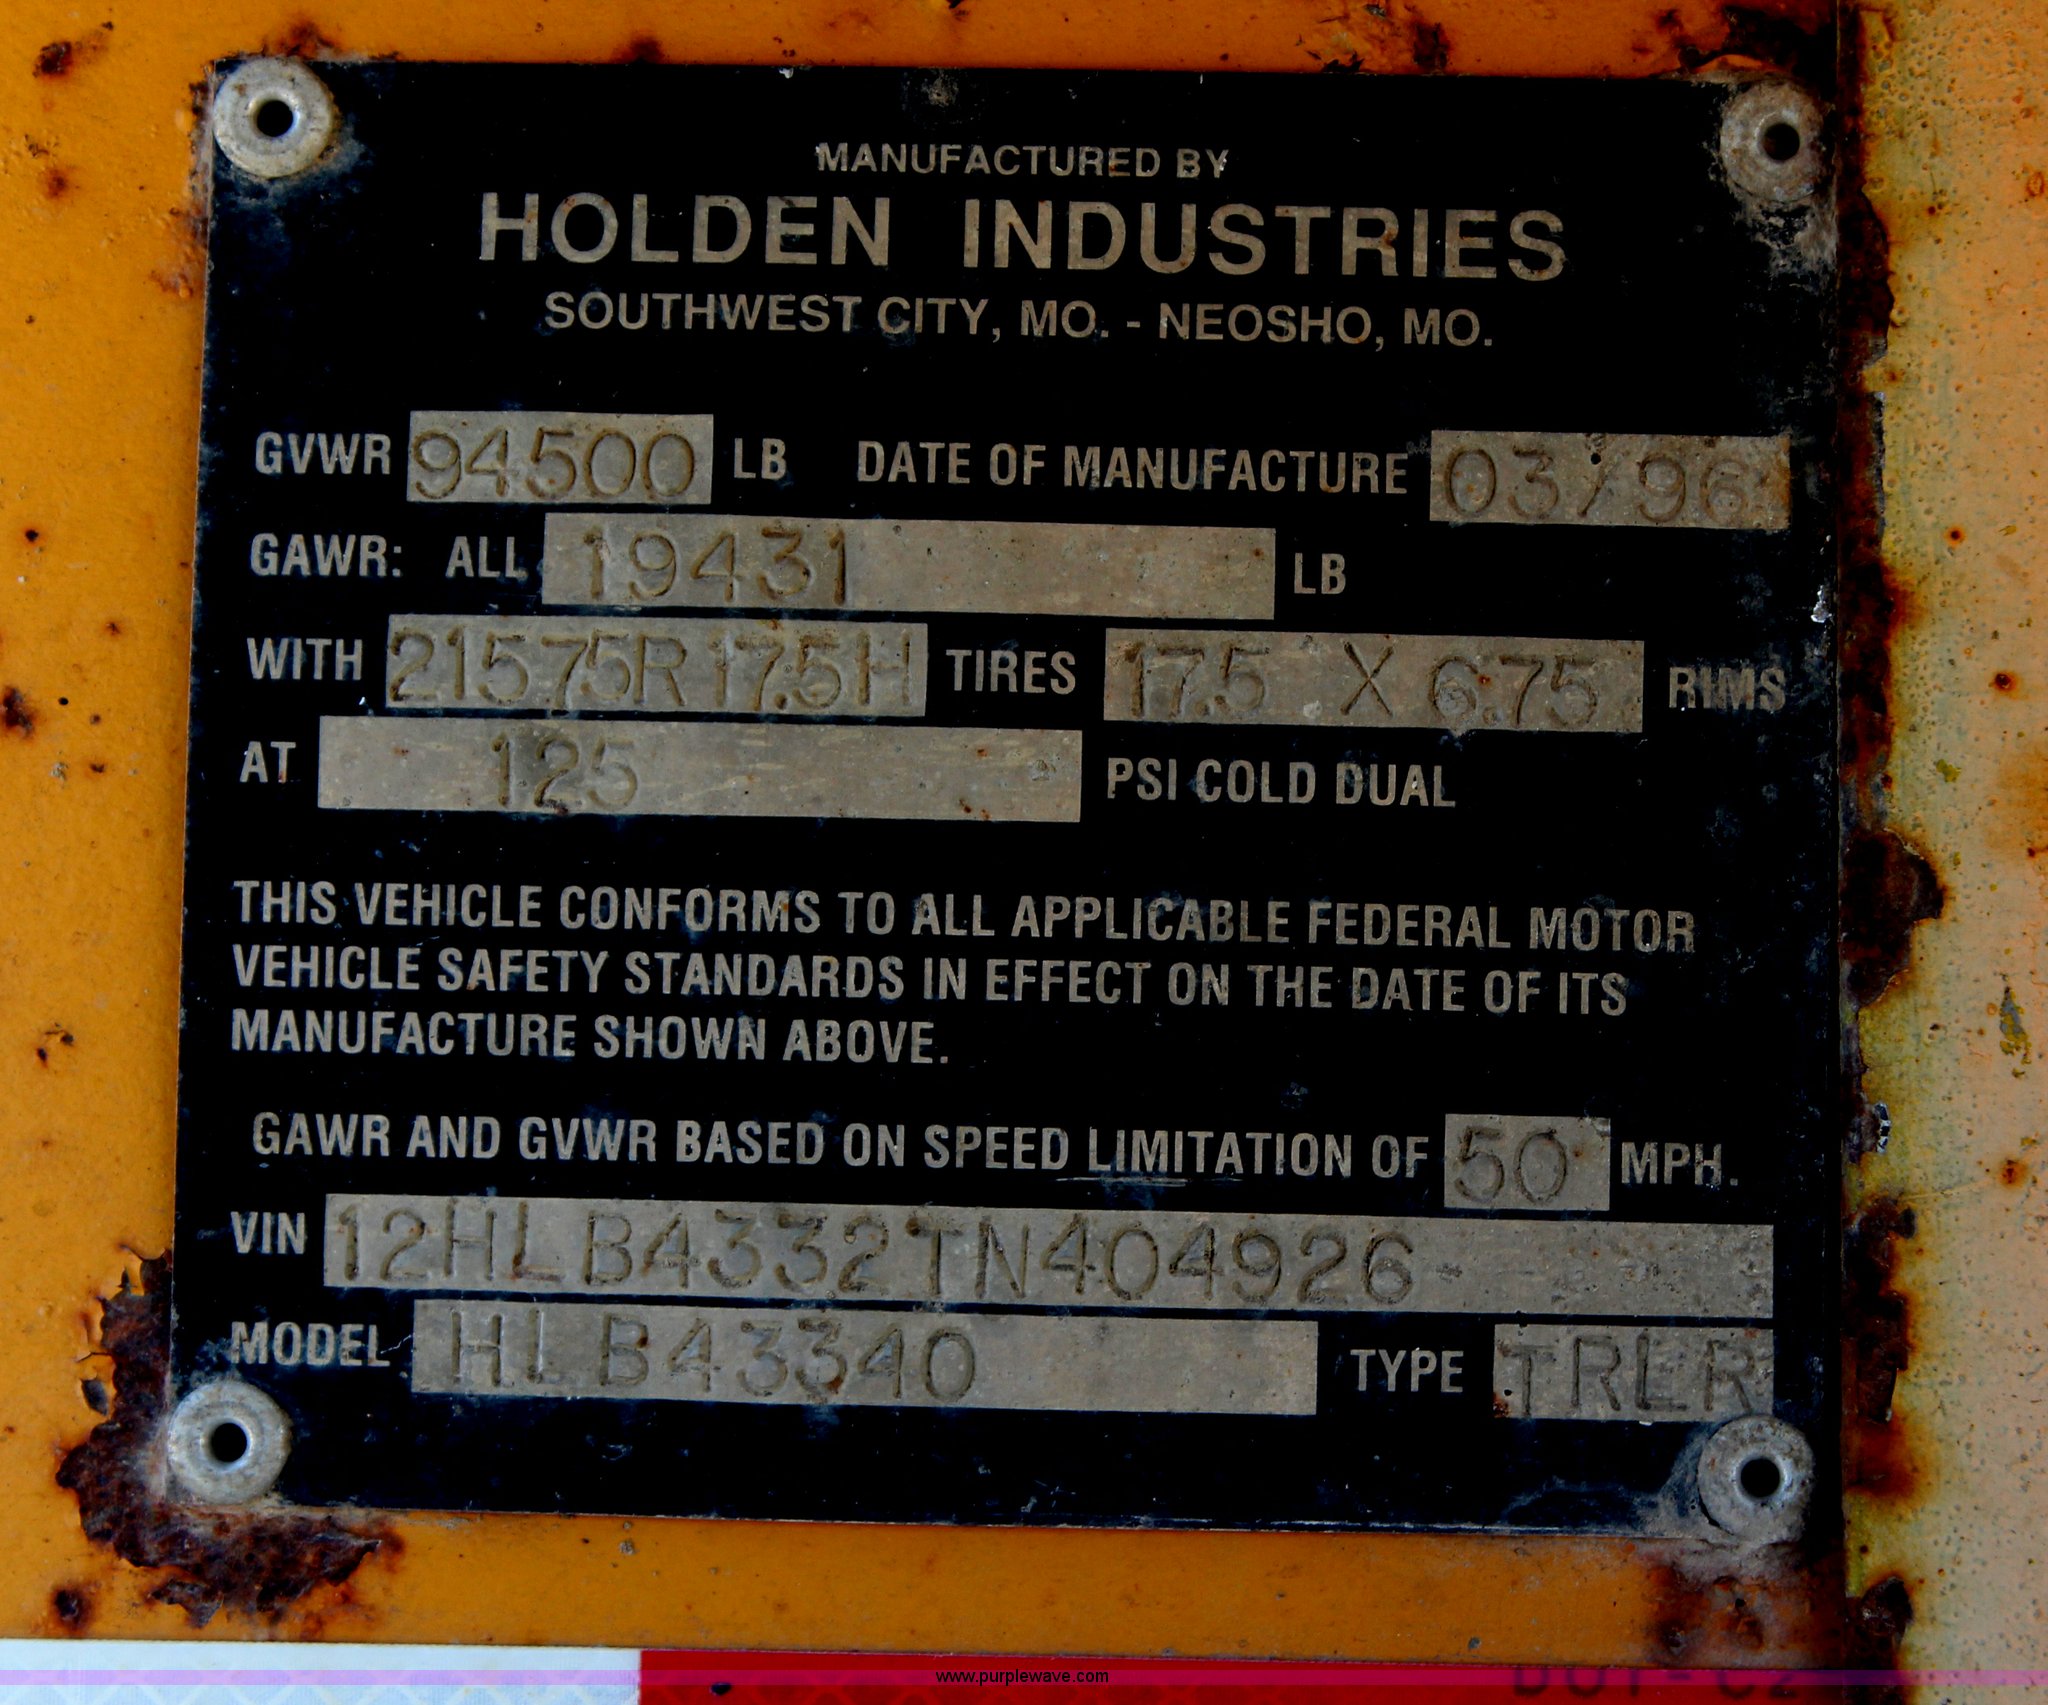 MANUFACTURED BY
HOLDEN INDUSTRIES
SOUTHWEST CITY, MO. - NEOSHO, MO.
GVWR 94500 LB DATE OF MANUFACTURE 03/96
GAWR: ALL 19431 LB
WITH 21575R17.5H TIRES 17.5 X 6.75 RIMS
AT 125 PSI COLD DUAL
THIS VEHICLE CONFORMS TO ALL APPLICABLE FEDERAL MOTOR
VEHICLE SAFETY STANDARDS IN EFFECT ON THE DATE OF ITS
MANUFACTURE SHOWN ABOVE.
GAWR AND GVWR BASED ON SPEED LIMITATION OF 50 MPH.
VIN 12HLB4332TN404926
MODEL HLB43340 TYPE TRLR
www.purplewave.com
DOT-C2